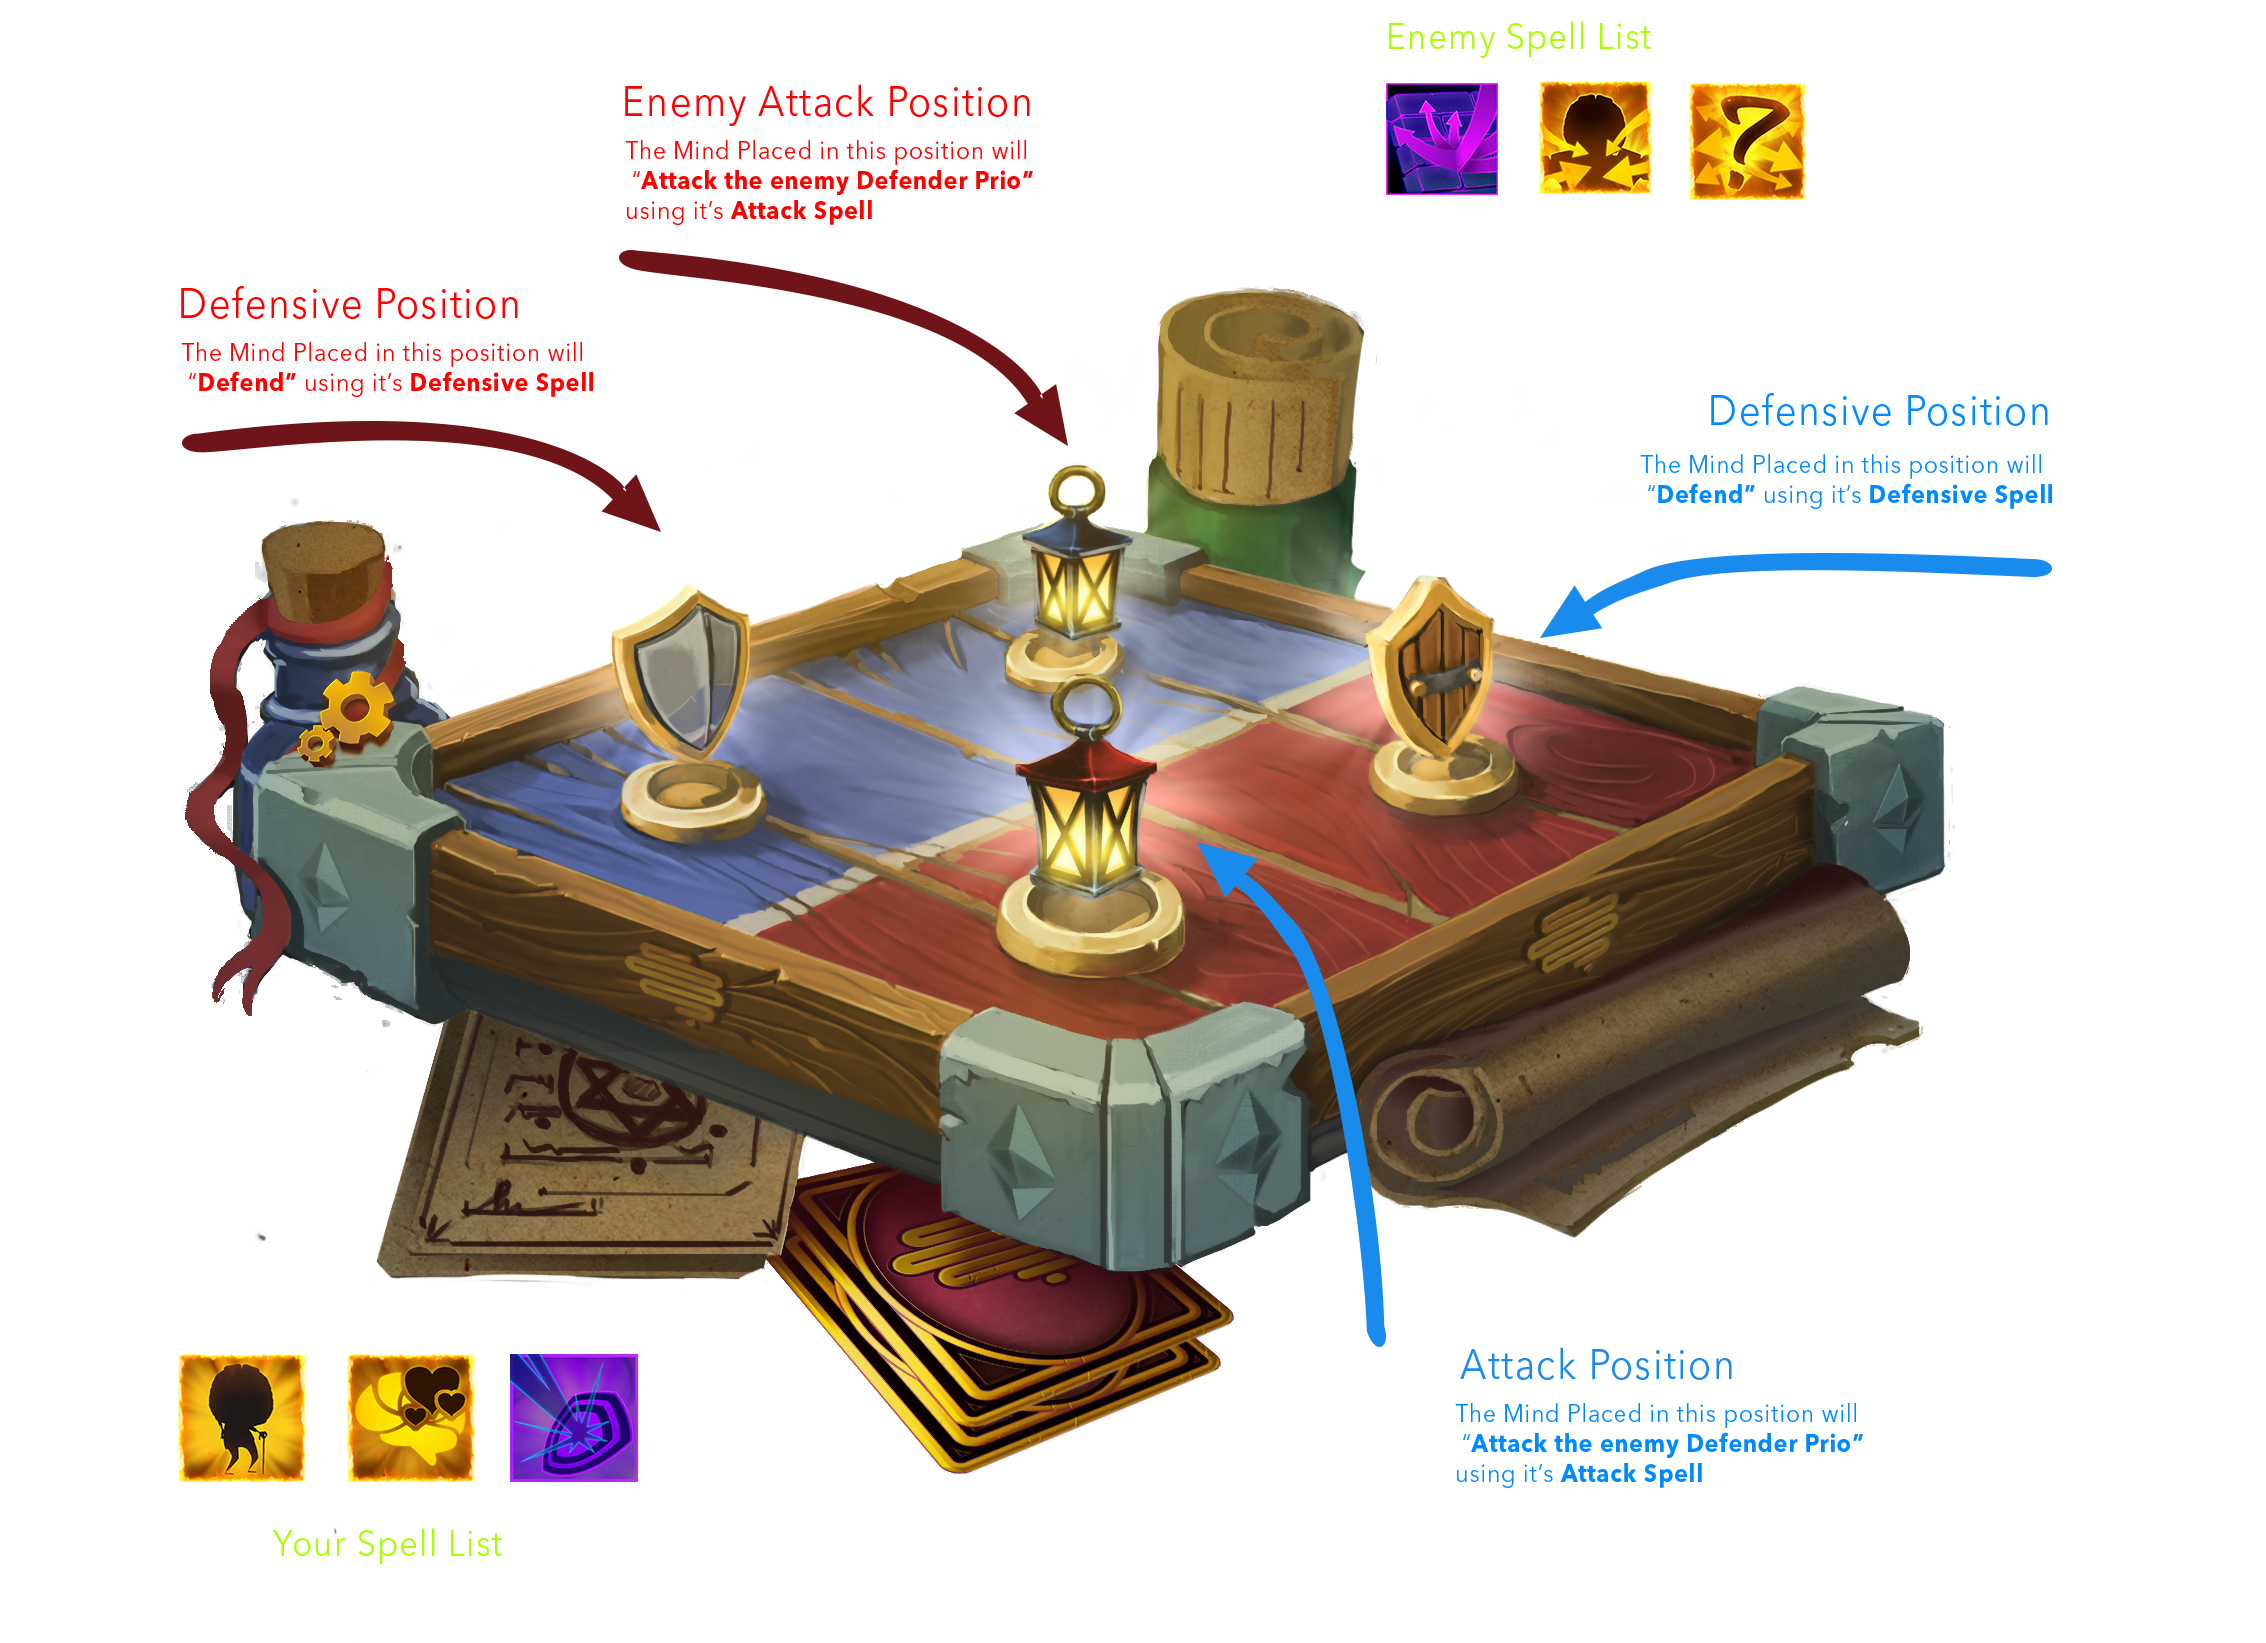 Enemy Spell List
Enemy Attack Position
The Mind Placed in this position will
“Attack the enemy Defender Prio”
using it’s Attack Spell
Defensive Position
The Mind Placed in this position will
“Defend” using it’s Defensive Spell
Defensive Position
The Mind Placed in this position will
“Defend” using it’s Defensive Spell
Attack Position
The Mind Placed in this position will
“Attack the enemy Defender Prio”
using it’s Attack Spell
Your Spell List